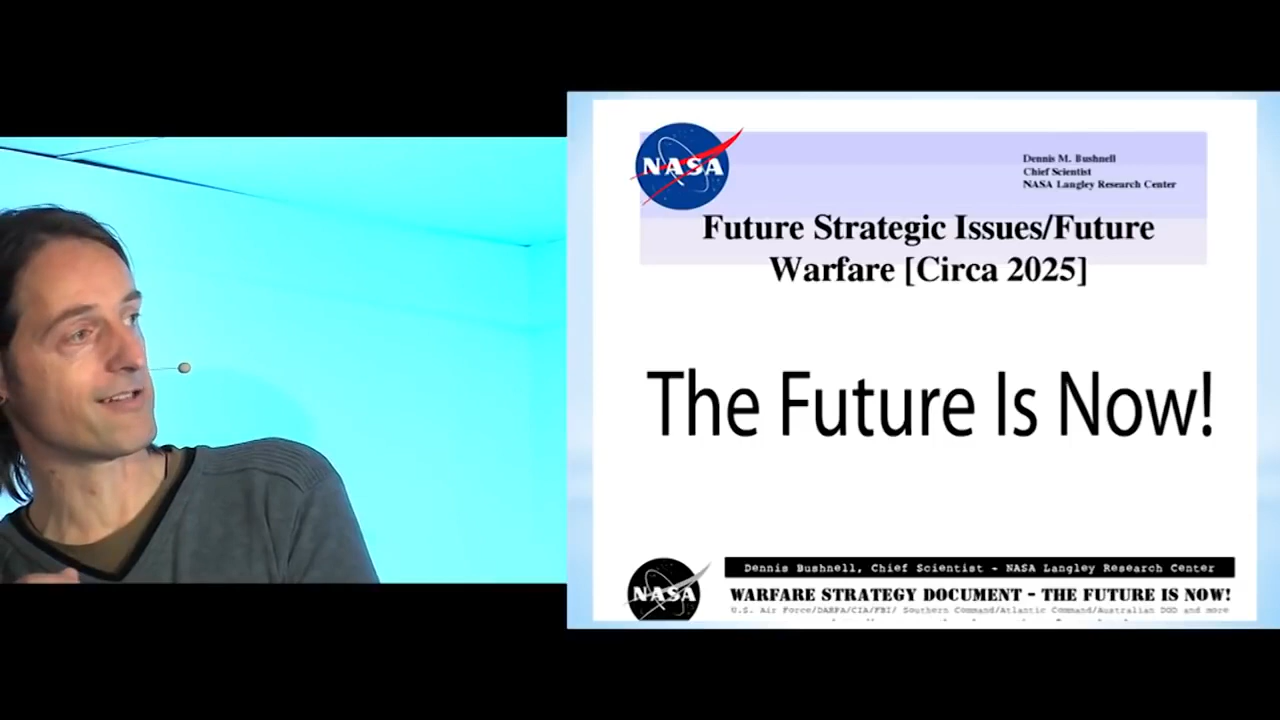 NASA
Dennis M. Bushnell
Chief Scientist
NASA Langley Research Center
Future Strategic Issues/Future
Warfare [Circa 2025]
The Future Is Now!
NASA
Dennis Bushnell, Chief Scientist - NASA Langley Research Center
WARFARE STRATEGY DOCUMENT - THE FUTURE IS NOW!
U.S. Air Force/DARPA/CIA/FBI/ Southern Command/Atlantic Command/Australian DOD and more